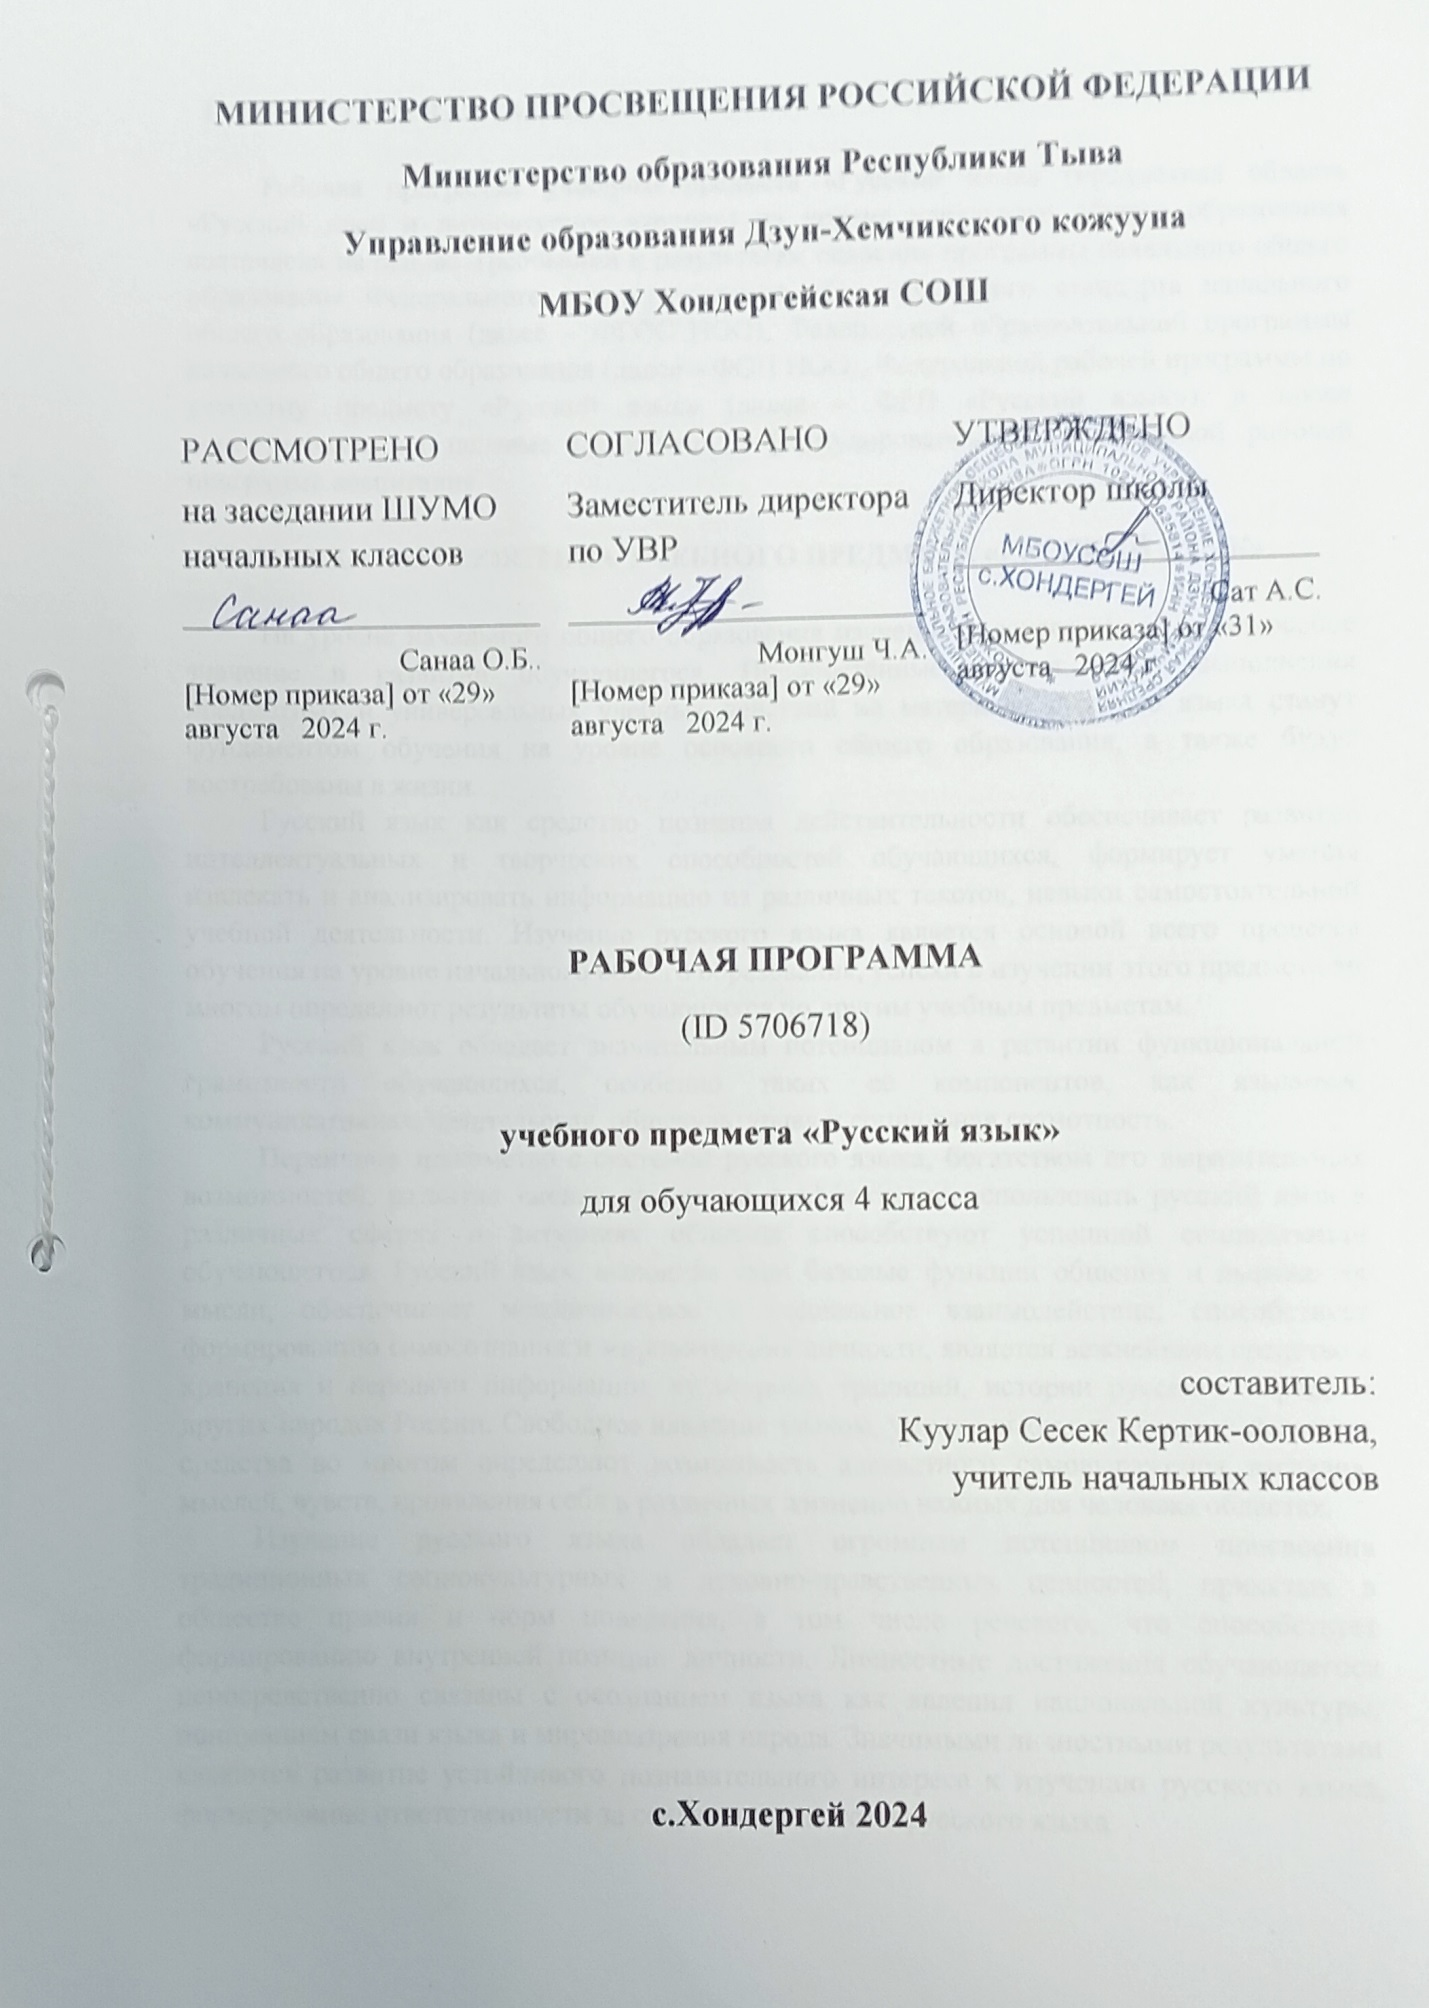 МИНИСТЕРСТВО ПРОСВЕЩЕНИЯ РОССИЙСКОЙ ФЕДЕРАЦИИ
Министерство образования Республики Тыва
Управление образования Дзун-Хемчикского кожууна
МБОУ Хондергейская СОШ
РАССМОТРЕНО
на заседании ШУМО
начальных классов
Санаа
Санаа О.Б..
[Номер приказа] от «29»
августа 2024 г.
СОГЛАСОВАНО
Заместитель директора
по УВР
Монгуш Ч.А.
[Номер приказа] от «29»
августа 2024 г.
УТВЕРЖДЕНО
Директор школы
МБОУСОШ
с.ХОНДЕРГЕЙ
Сат А.С.
[Номер приказа] от «31»
августа 2024 г.
РАБОЧАЯ ПРОГРАММА
(ID 5706718)
учебного предмета «Русский язык»
для обучающихся 4 класса
составитель:
Куулар Сесек Кертик-ооловна,
учитель начальных классов
с.Хондергей 2024